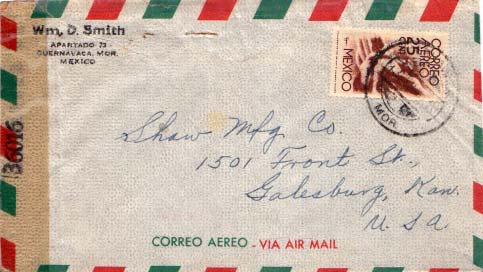 Wm. D. Smith
APARTADO 73
CUERNAVACA, MOR.
MEXICO
CORREO
AEREO
25
CENTAVOS
MEXICO
MOR.
36016
Shaw Mfg Co.
1501 Front St.,
Galesburg, Kan.
U.S.A.
CORREO AEREO - VIA AIR MAIL